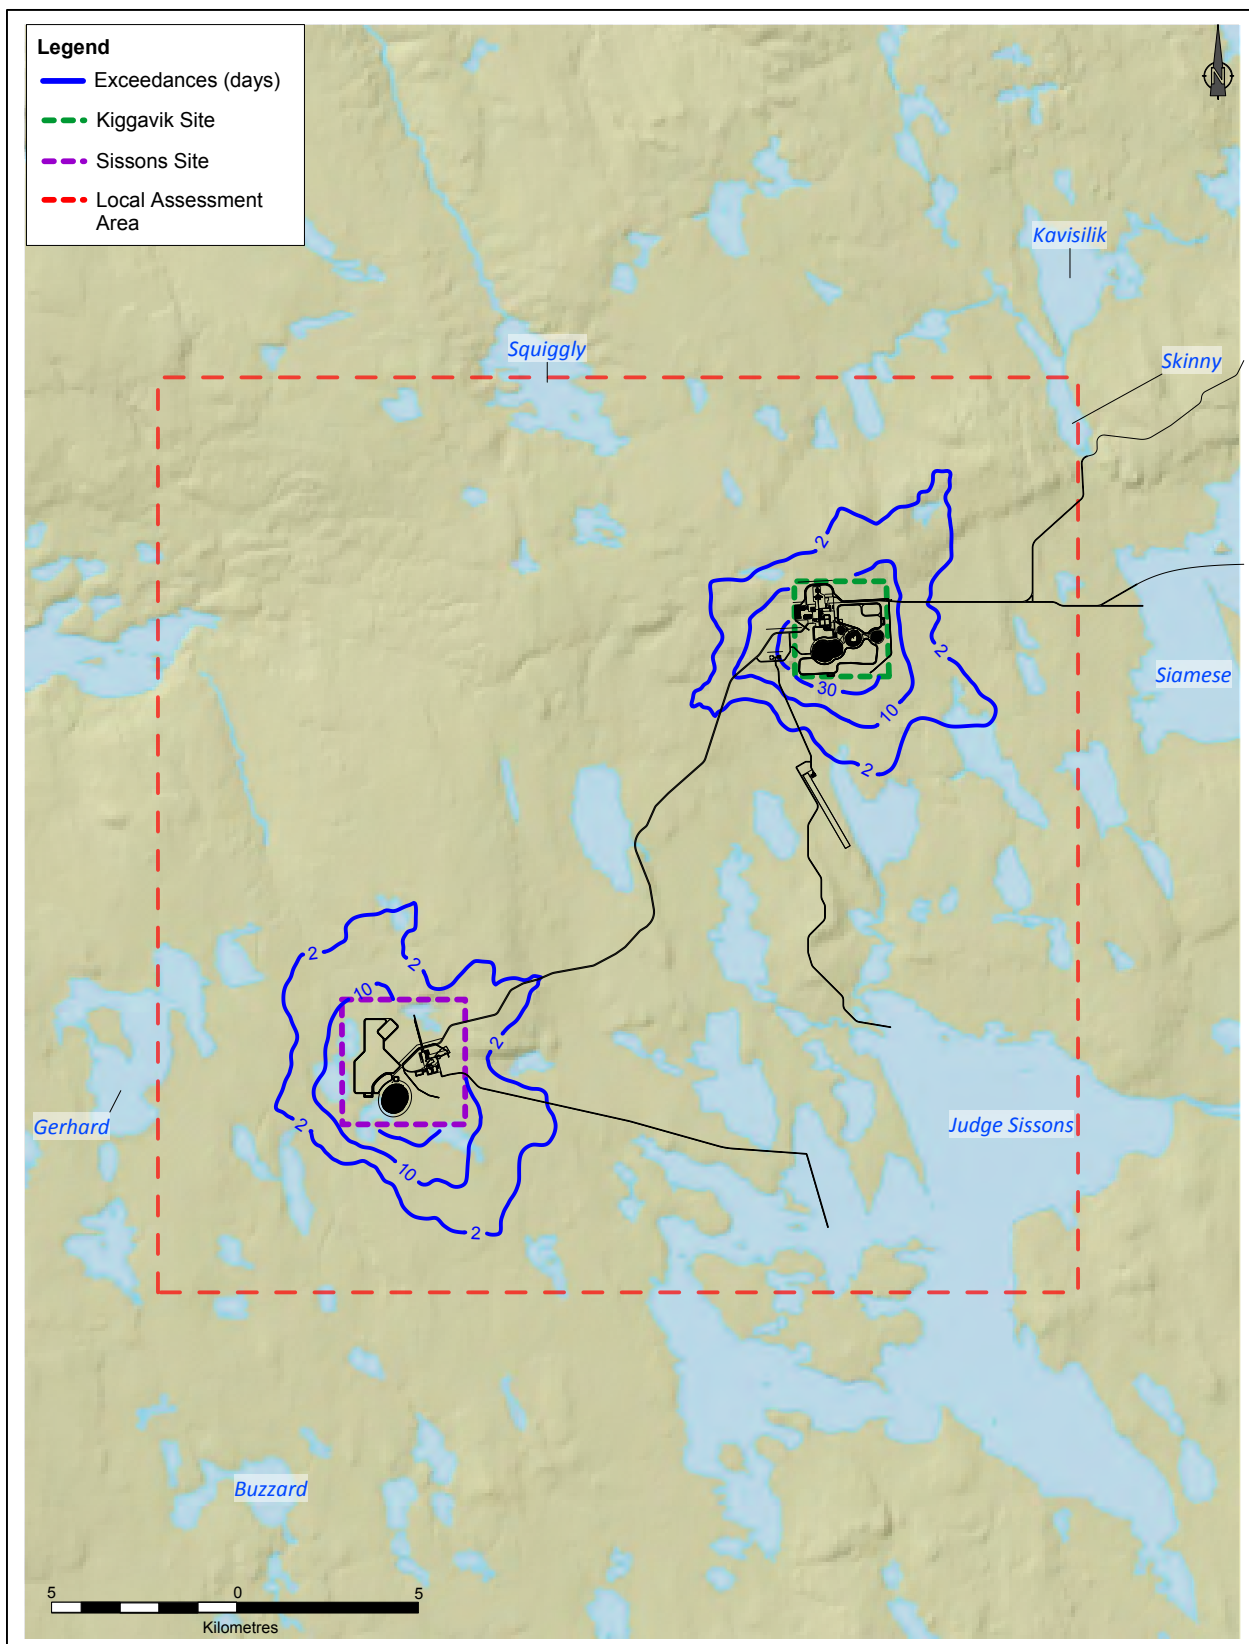 Legend
Exceedances (days)
Kiggavik Site
Sissons Site
Local Assessment
Area
N
Kavisilik
Squiggly
Skinny
2
2
Siamese
30
10
2
2
2
10
2
Gerhard
2
Judge Sissons
10
2
Buzzard
5 0 5
Kilometres